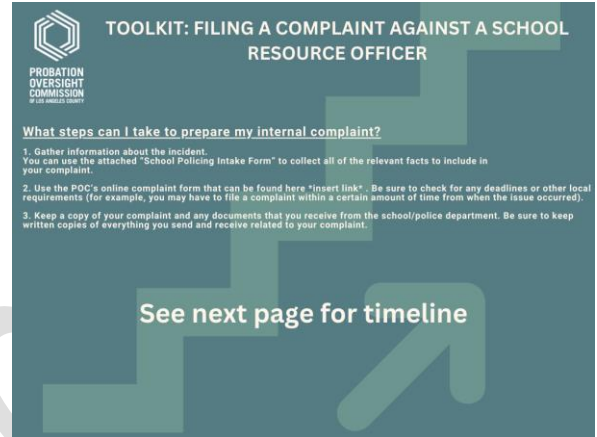 TOOLKIT: FILING A COMPLAINT AGAINST A SCHOOL
RESOURCE OFFICER
PROBATION
OVERSIGHT
COMMISSION
OF LOS ANGELES COUNTY
What steps can I take to prepare my internal complaint?
1. Gather information about the incident.
You can use the attached "School Policing Intake Form" to collect all of the relevant facts to include in
your complaint.
2. Use the POC's online complaint form that can be found here *insert link* . Be sure to check for any deadlines or other local
requirements (for example, you may have to file a complaint within a certain amount of time from when the issue occurred).
3. Keep a copy of your complaint and any documents that you receive from the school/police department. Be sure to keep
written copies of everything you send and receive related to your complaint.
See next page for timeline